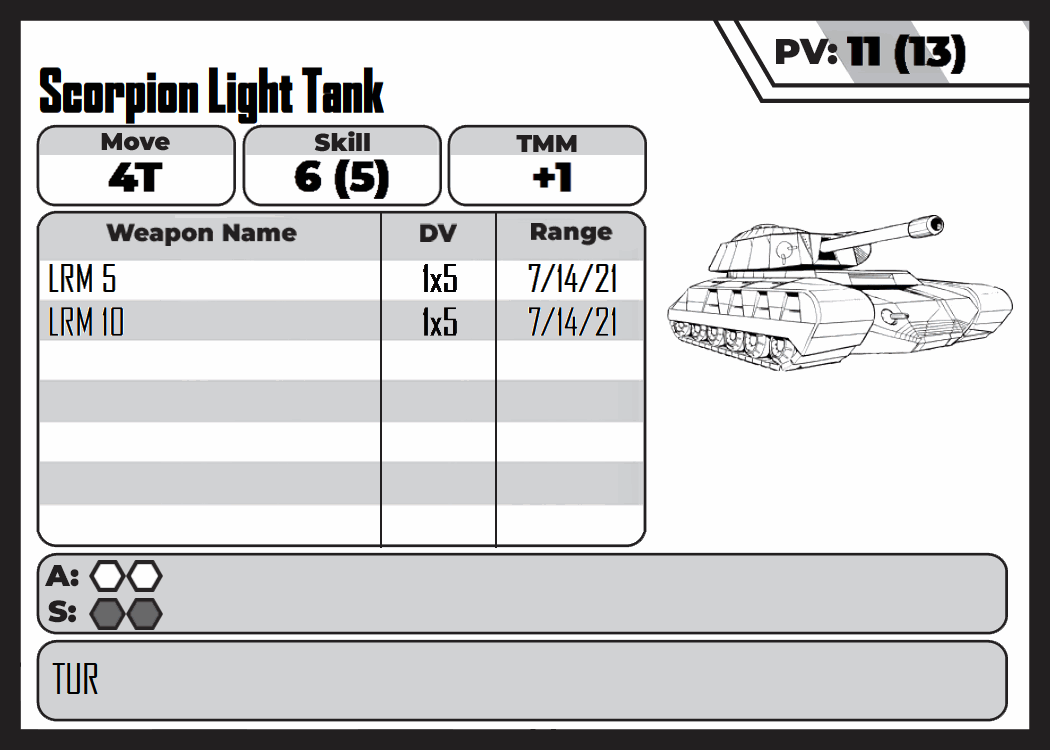 PV: 11 (13)
Scorpion Light Tank
Move Skill TMM
4T 6 (5) +1
Weapon Name DV Range
LRM 5 1x5 7/14/21
LRM 10 1x5 7/14/21
A:
S:
TUR